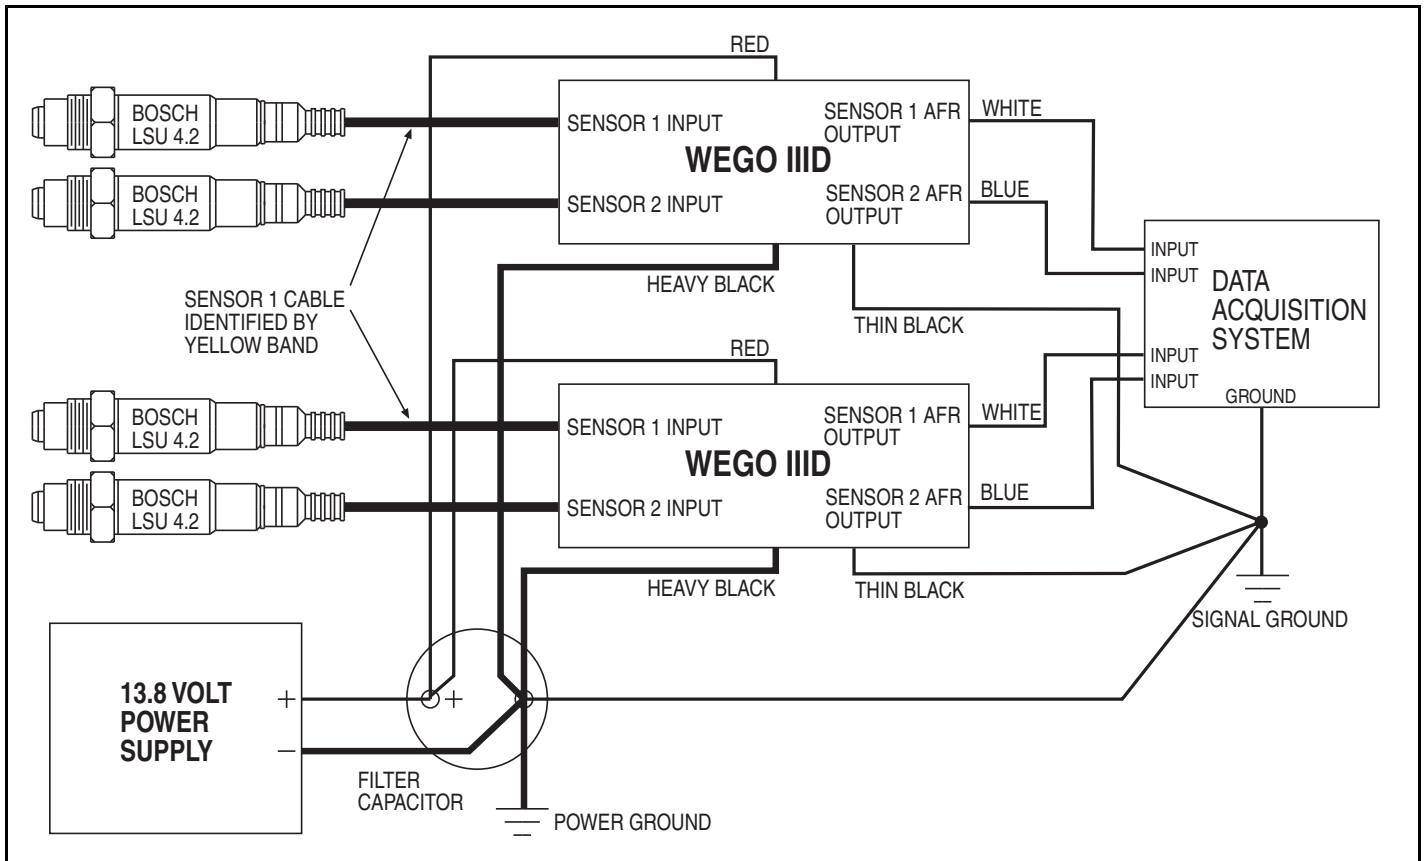 RED
BOSCH
LSU 4.2
SENSOR 1 INPUT
SENSOR 1 AFR
OUTPUT
WHITE
WEGO IIID
BOSCH
LSU 4.2
SENSOR 2 INPUT
SENSOR 2 AFR
OUTPUT
BLUE
HEAVY BLACK
THIN BLACK
SENSOR 1 CABLE
IDENTIFIED BY
YELLOW BAND
INPUT
INPUT
DATA
ACQUISITION
SYSTEM
INPUT
INPUT
GROUND
RED
BOSCH
LSU 4.2
SENSOR 1 INPUT
SENSOR 1 AFR
OUTPUT
WHITE
WEGO IIID
BOSCH
LSU 4.2
SENSOR 2 INPUT
SENSOR 2 AFR
OUTPUT
BLUE
HEAVY BLACK
THIN BLACK
SIGNAL GROUND
13.8 VOLT
POWER
SUPPLY
+
–
+
FILTER
CAPACITOR
POWER GROUND